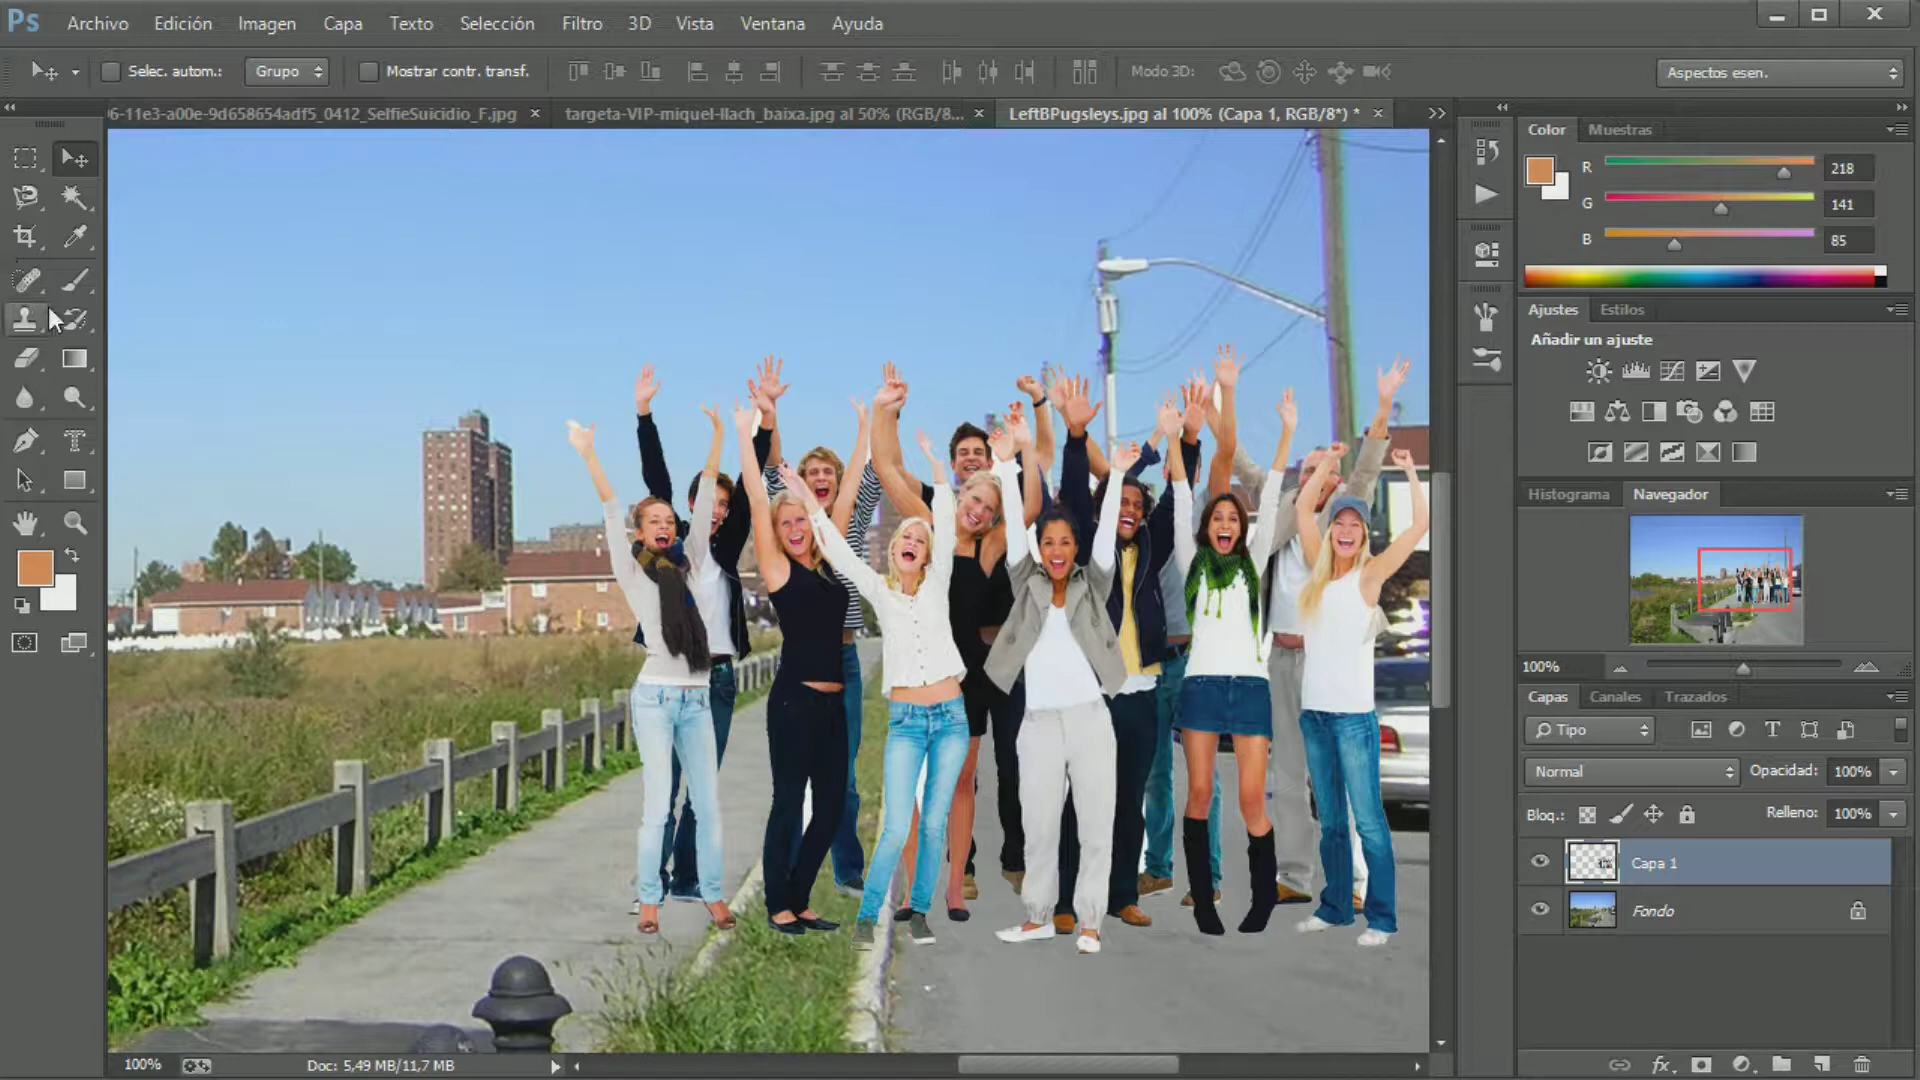 Ps Archivo Edición Imagen Capa Texto Selección Filtro 3D Vista Ventana Ayuda
Selec. autom.: Grupo Mostrar contr. transf. Modo 3D: Aspectos esen.
6-11e3-a00e-9d658654adf5_0412_SelfieSuicidio_F.jpg × targeta-VIP-miquel-llach_baixa.jpg al 50% (RGB/8... × LeftBPugsleys.jpg al 100% (Capa 1, RGB/8*) * ×
Color Muestras
R 218
G 141
B 85
Ajustes Estilos
Añadir un ajuste
Histograma Navegador
100%
Capas Canales Trazados
Tipo
Normal Opacidad: 100%
Bloq.: Relleno: 100%
Capa 1
Fondo
100% Doc: 5,49 MB/11,7 MB